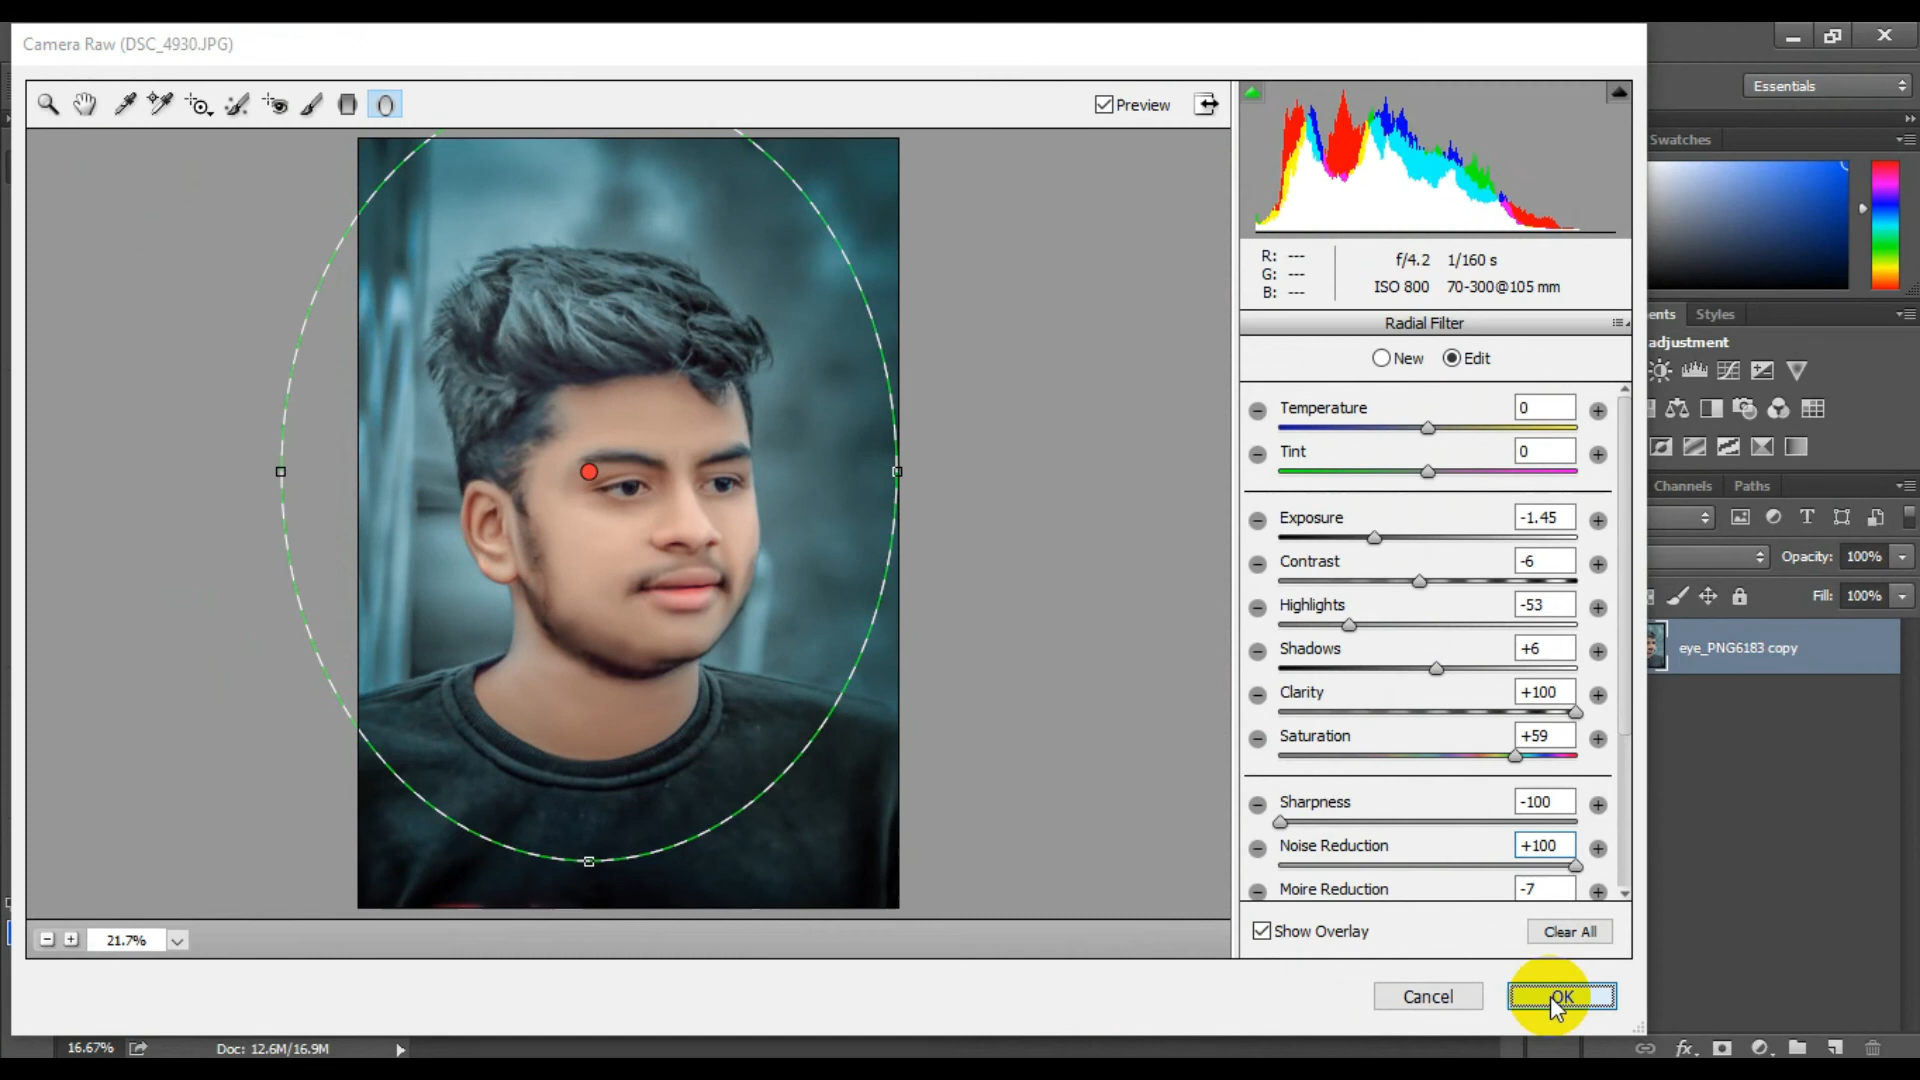 Camera Raw (DSC_4930.JPG)
Preview
Essentials
Swatches
R: ---
G: ---
B: ---
f/4.2 1/160 s
ISO 800 70-300@105 mm
Radial Filter
New Edit
Temperature 0
Tint 0
Exposure -1.45
Contrast -6
Highlights -53
Shadows +6
Clarity +100
Saturation +59
Sharpness -100
Noise Reduction +100
Moire Reduction -7
Show Overlay Clear All
Cancel OK
21.7%
ents Styles
adjustment
Channels Paths
Opacity: 100%
Fill: 100%
eye_PNG6183 copy
16.67% Doc: 12.6M/16.9M
fx